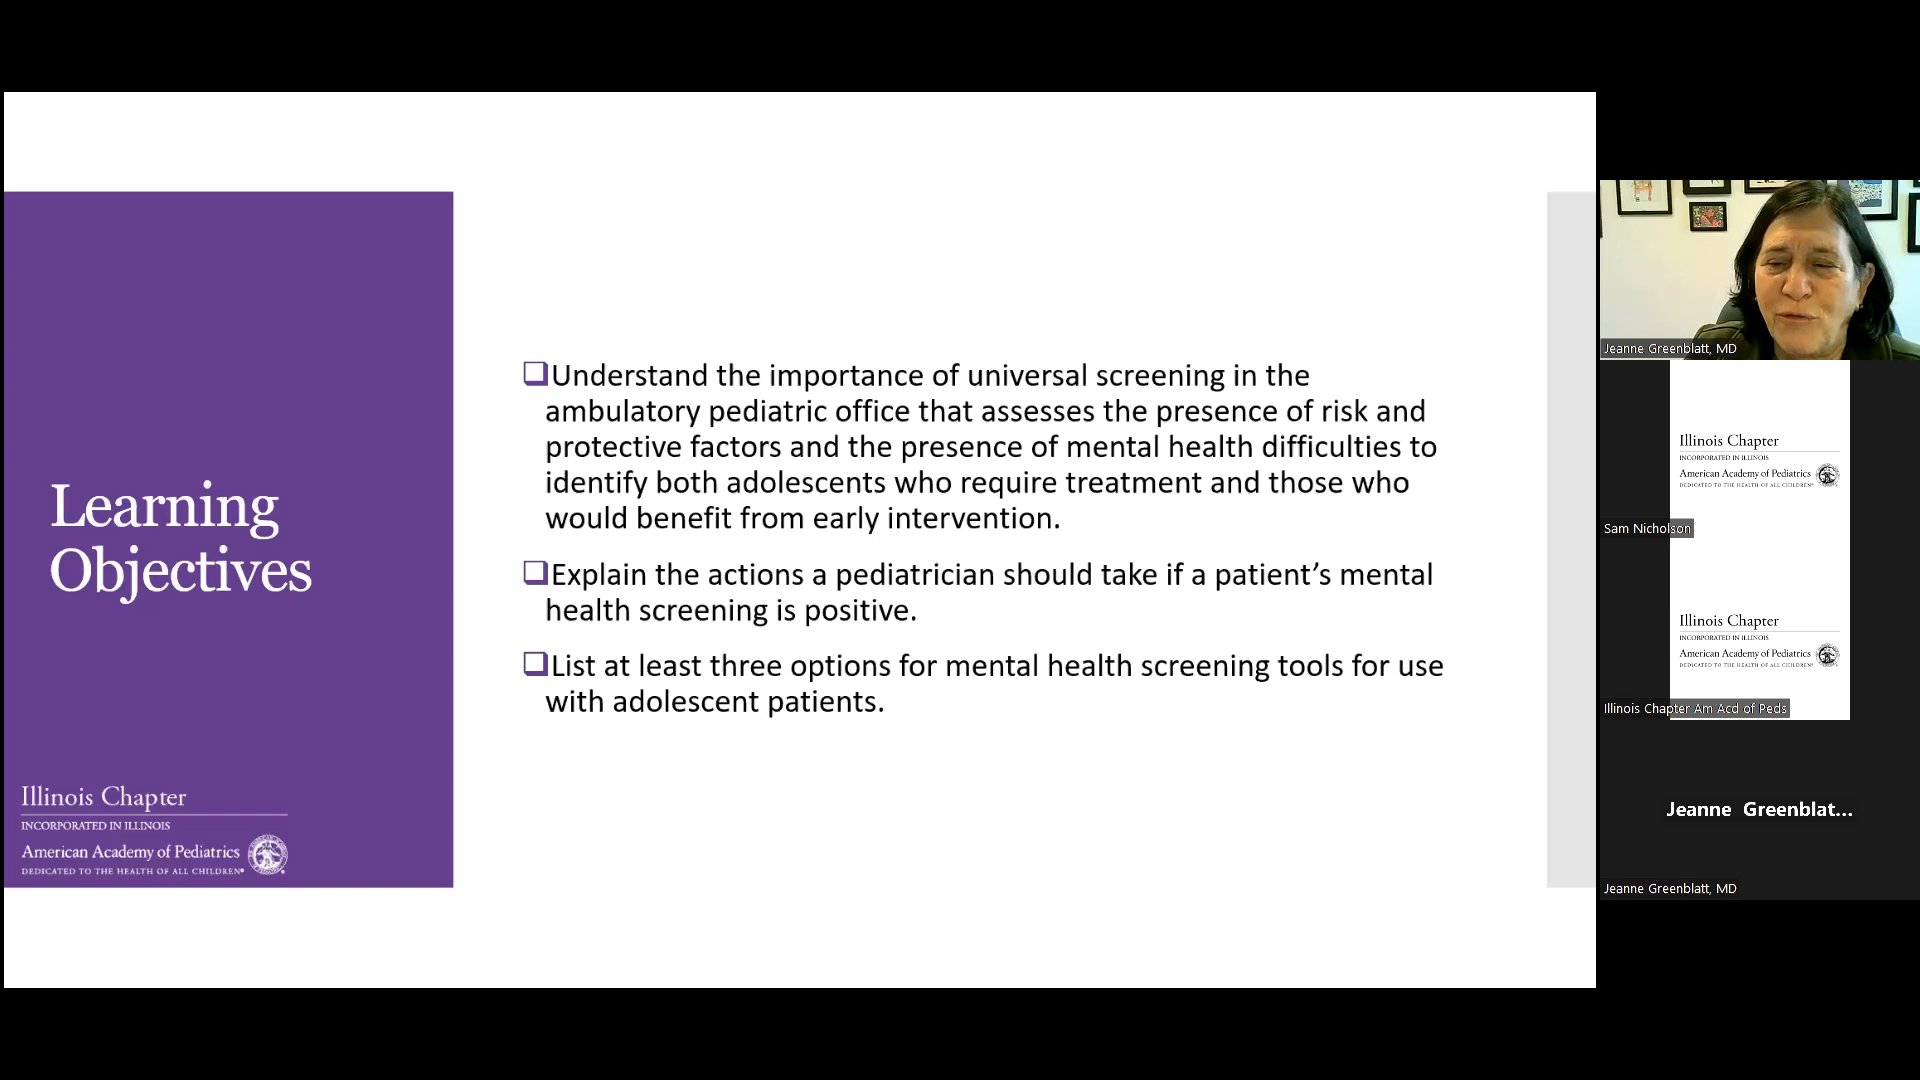 Learning
Objectives
Illinois Chapter
INCORPORATED IN ILLINOIS
American Academy of Pediatrics
DEDICATED TO THE HEALTH OF ALL CHILDREN®
❑Understand the importance of universal screening in the
ambulatory pediatric office that assesses the presence of risk and
protective factors and the presence of mental health difficulties to
identify both adolescents who require treatment and those who
would benefit from early intervention.
❑Explain the actions a pediatrician should take if a patient’s mental
health screening is positive.
❑List at least three options for mental health screening tools for use
with adolescent patients.
Jeanne Greenblatt, MD
Illinois Chapter
INCORPORATED IN ILLINOIS
American Academy of Pediatrics
DEDICATED TO THE HEALTH OF ALL CHILDREN®
Sam Nicholson
Illinois Chapter
INCORPORATED IN ILLINOIS
American Academy of Pediatrics
DEDICATED TO THE HEALTH OF ALL CHILDREN®
Illinois Chapter Am Acd of Peds
Jeanne Greenblat...
Jeanne Greenblatt, MD